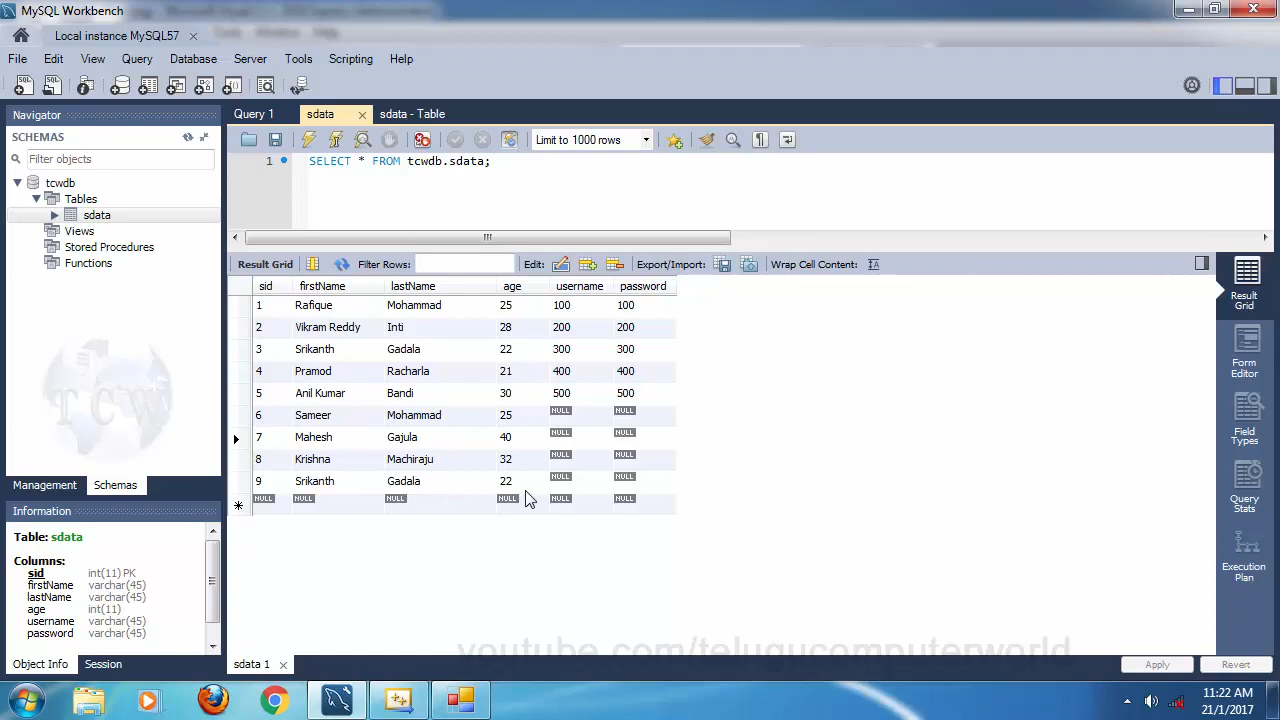 MySQL Workbench
Local instance MySQL57
File Edit View Query Database Server Tools Scripting Help
Navigator
SCHEMAS
Filter objects
tcwdb
Tables
sdata
Views
Stored Procedures
Functions
TCW
Management Schemas
Information
Table: sdata
Columns:
sid int(11) PK
firstName varchar(45)
lastName varchar(45)
age int(11)
username varchar(45)
password varchar(45)
Object Info Session
Query 1 sdata sdata - Table
Limit to 1000 rows
1 SELECT * FROM tcwdb.sdata;
Result Grid Filter Rows: Edit: Export/Import: Wrap Cell Content:
sid firstName lastName age username password
1 Rafique Mohammad 25 100 100
2 Vikram Reddy Inti 28 200 200
3 Srikanth Gadala 22 300 300
4 Pramod Racharla 21 400 400
5 Anil Kumar Bandi 30 500 500
6 Sameer Mohammad 25 NULL NULL
7 Mahesh Gajula 40 NULL NULL
8 Krishna Machiraju 32 NULL NULL
9 Srikanth Gadala 22 NULL NULL
NULL NULL NULL NULL NULL NULL
Result
Grid
Form
Editor
Field
Types
Query
Stats
Execution
Plan
youtube.com/telugucomputerworld
sdata 1
Apply Revert
11:22 AM
21/1/2017